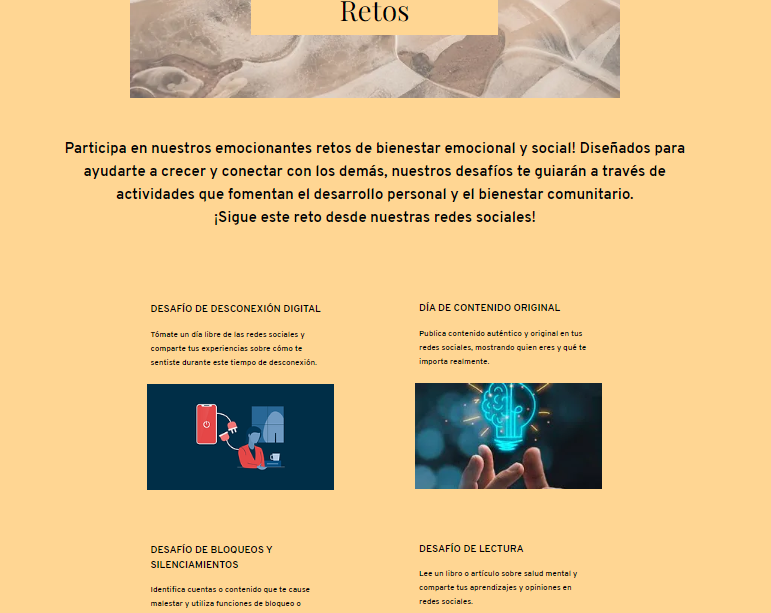 Retos
Participa en nuestros emocionantes retos de bienestar emocional y social! Diseñados para
ayudarte a crecer y conectar con los demás, nuestros desafíos te guiarán a través de
actividades que fomentan el desarrollo personal y el bienestar comunitario.
¡Sigue este reto desde nuestras redes sociales!
DESAFÍO DE DESCONEXIÓN DIGITAL
Tómate un día libre de las redes sociales y
comparte tus experiencias sobre cómo te
sentiste durante este tiempo de desconexión.
DÍA DE CONTENIDO ORIGINAL
Publica contenido auténtico y original en tus
redes sociales, mostrando quien eres y qué te
importa realmente.
DESAFÍO DE BLOQUEOS Y
SILENCIAMIENTOS
Identifica cuentas o contenido que te cause
malestar y utiliza funciones de bloqueo o
DESAFÍO DE LECTURA
Lee un libro o artículo sobre salud mental y
comparte tus aprendizajes y opiniones en
redes sociales.